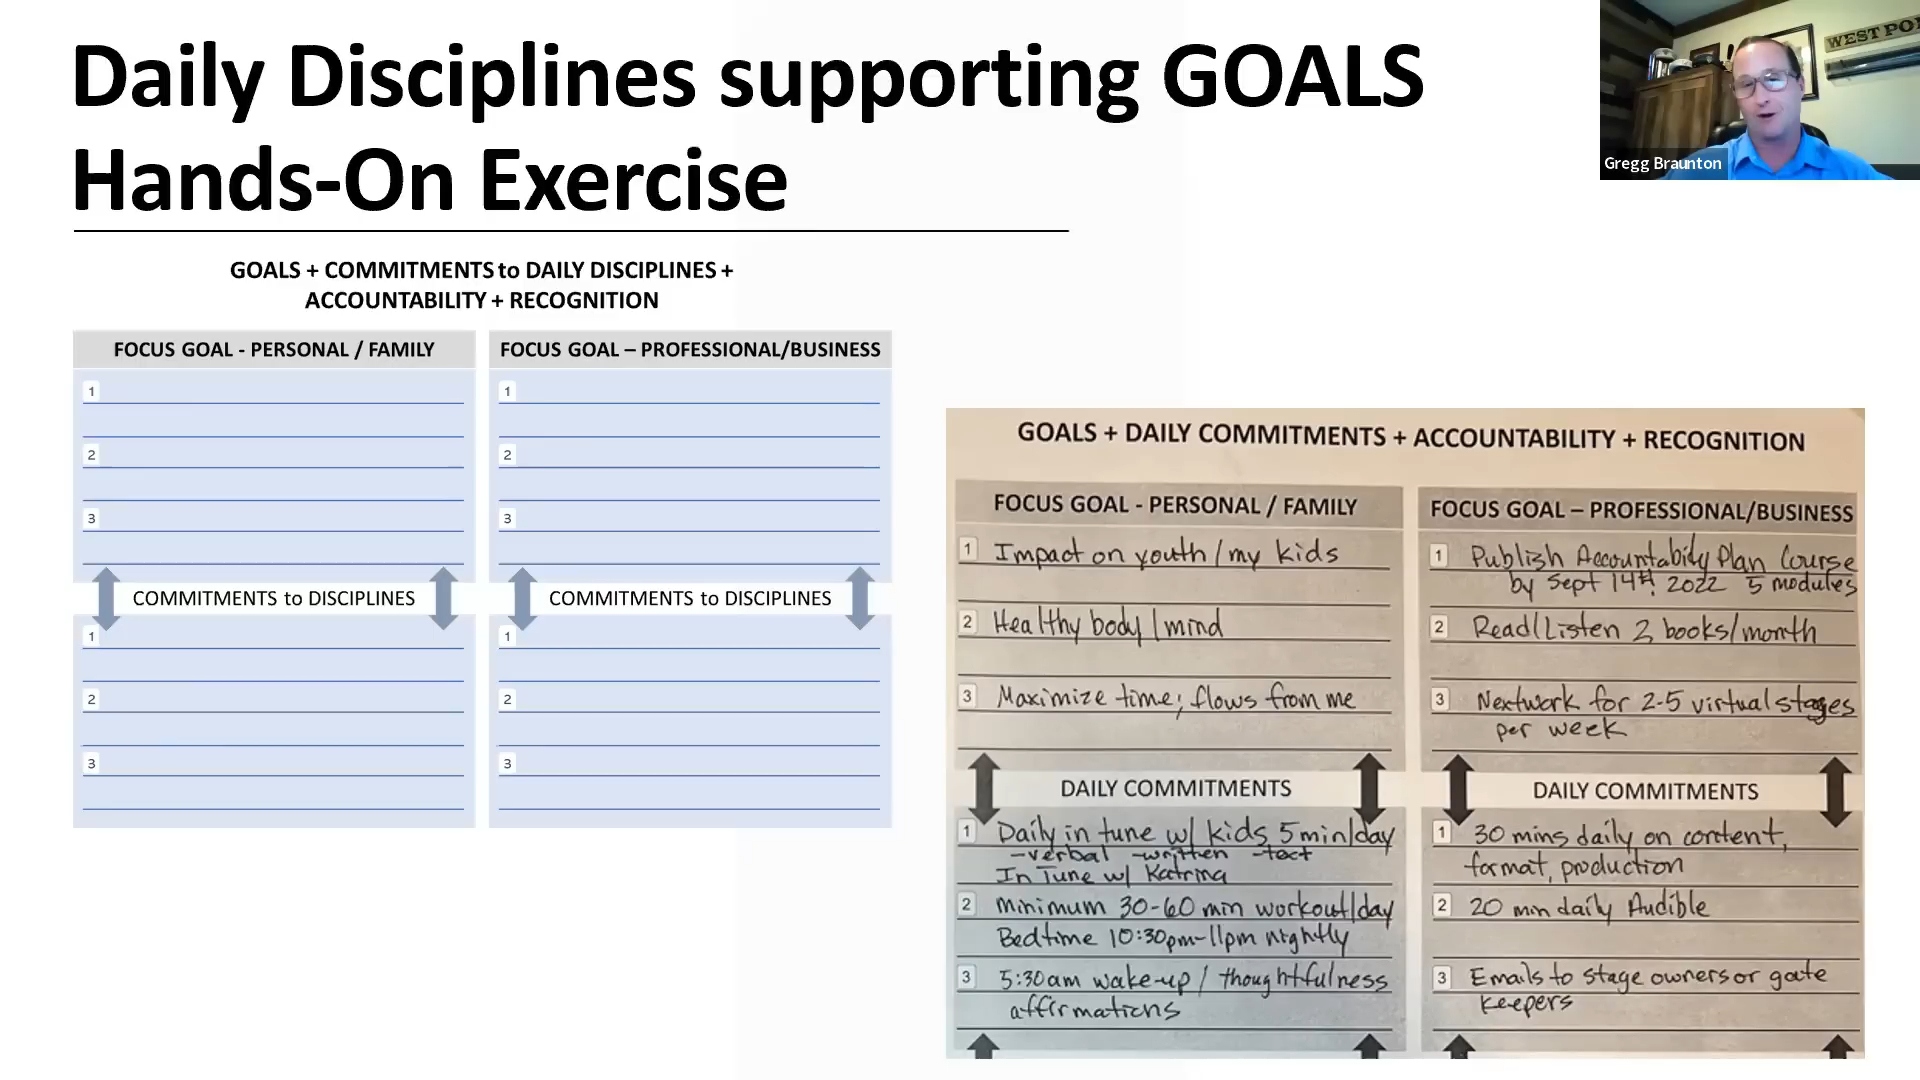 Daily Disciplines supporting GOALS
Hands-On Exercise
WEST PO
Gregg Braunton
GOALS + COMMITMENTS to DAILY DISCIPLINES +
ACCOUNTABILITY + RECOGNITION
FOCUS GOAL - PERSONAL / FAMILY
1
2
3
COMMITMENTS to DISCIPLINES
1
2
3
FOCUS GOAL – PROFESSIONAL/BUSINESS
1
2
3
COMMITMENTS to DISCIPLINES
1
2
3
GOALS + DAILY COMMITMENTS + ACCOUNTABILITY + RECOGNITION
FOCUS GOAL - PERSONAL / FAMILY
1 Impact on youth / my kids
2 Healthy body / mind
3 Maximize time; flows from me
DAILY COMMITMENTS
1 Daily in tune w/ kids 5 min/day
-verbal -written -text
In Tune w/ Katrina
2 minimum 30-60 min workout/day
Bedtime 10:30pm-11pm nightly
3 5:30am wake-up / thoughtfulness
affirmations
FOCUS GOAL – PROFESSIONAL/BUSINESS
1 Publish Accountabidy Plan Course
by Sept 14th 2022 5 modules
2 Read/Listen 2 books/month
3 Nextwork for 2-5 virtual stages
per week
DAILY COMMITMENTS
1 30 mins daily on content,
format, production
2 20 min daily Audible
3 Emails to stage owners or gate
keepers